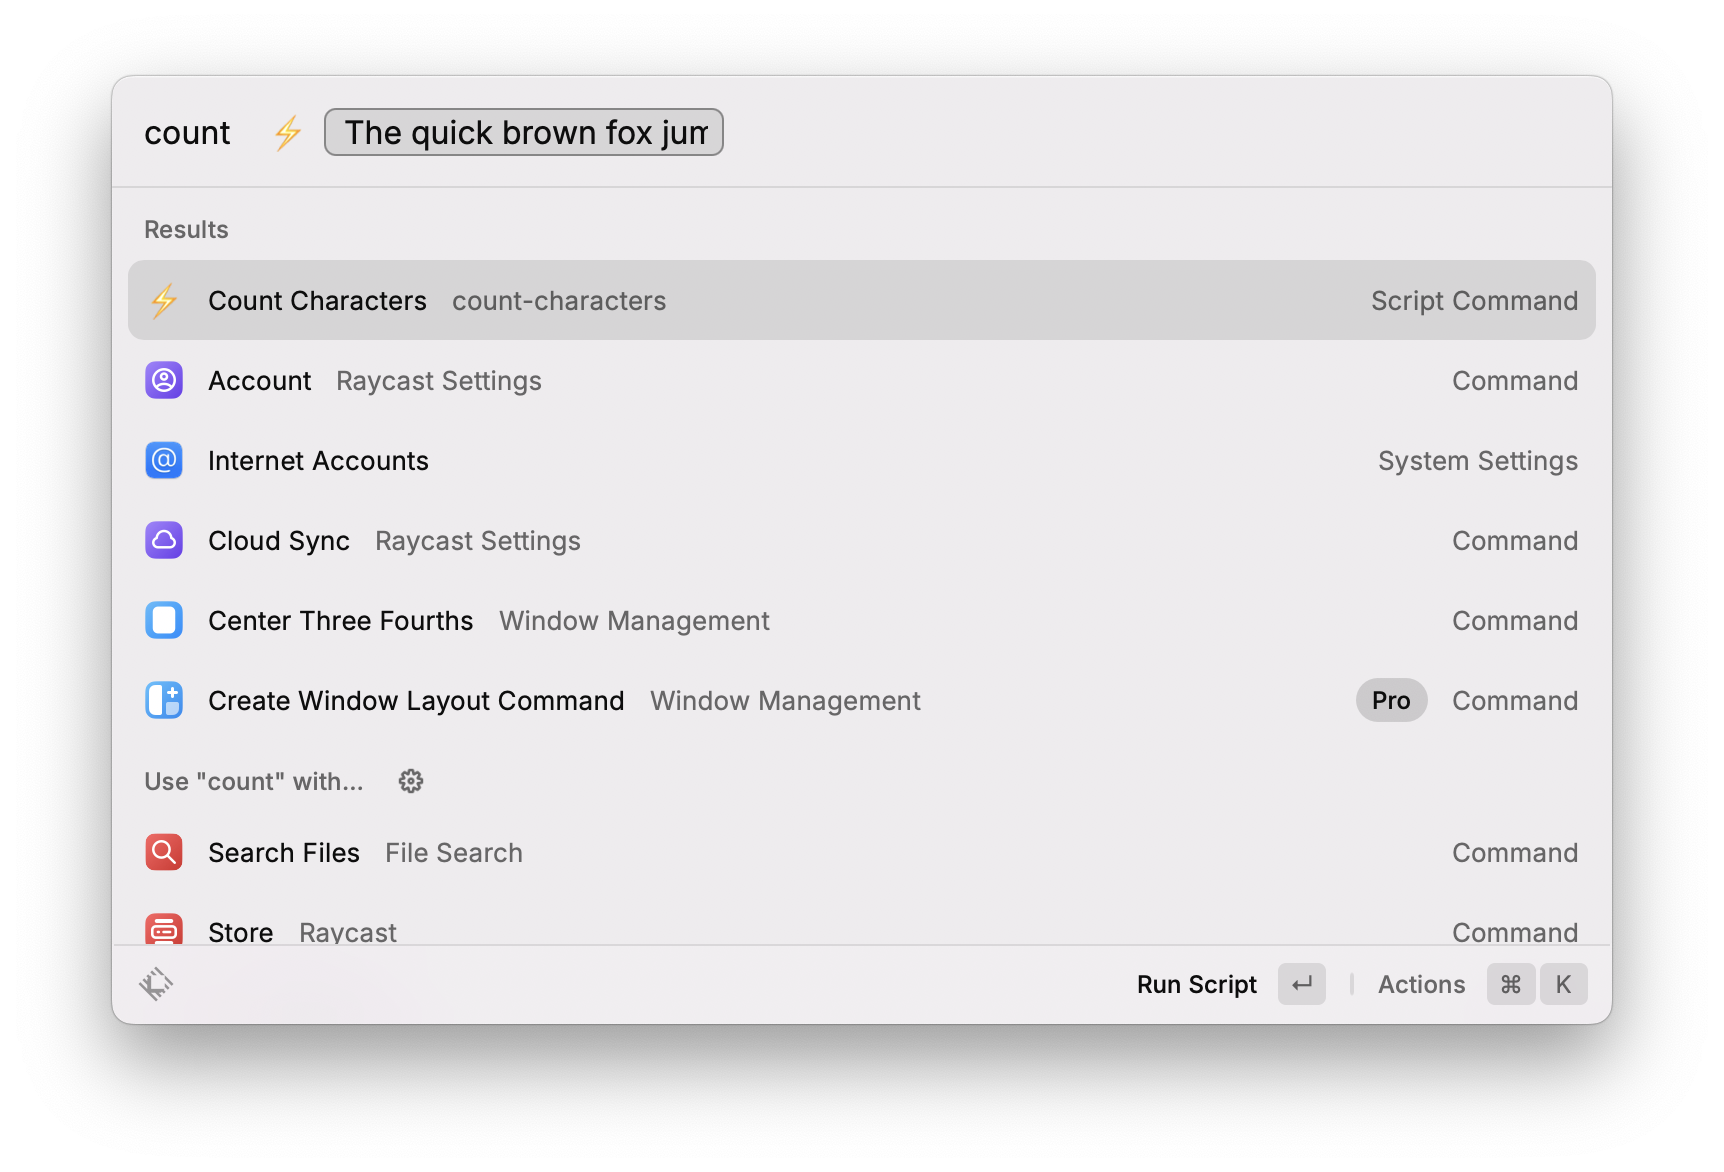 count ⚡ The quick brown fox jum
Results
Count Characters count-characters Script Command
Account Raycast Settings Command
Internet Accounts System Settings
Cloud Sync Raycast Settings Command
Center Three Fourths Window Management Command
Create Window Layout Command Window Management Pro Command
Use "count" with...
Search Files File Search Command
Store Raycast Command
Run Script ↵ Actions ⌘ K